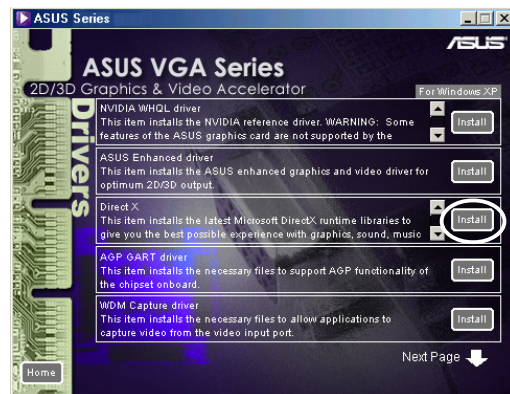 ASUS Series
ASUS
ASUS VGA Series
2D/3D Graphics & Video Accelerator
For Windows XP
Drivers
NVIDIA WHQL driver
This item installs the NVIDIA reference driver. WARNING: Some
features of the ASUS graphics card are not supported by the
Install
ASUS Enhanced driver
This item installs the ASUS enhanced graphics and video driver for
optimum 2D/3D output.
Install
Direct X
This item installs the latest Microsoft DirectX runtime libraries to
give you the best possible experience with graphics, sound, music
Install
AGP GART driver
This item installs the necessary files to support AGP functionality of
the chipset onboard.
Install
WDM Capture driver
This item installs the necessary files to allow applications to
capture video from the video input port.
Install
Next Page
Home